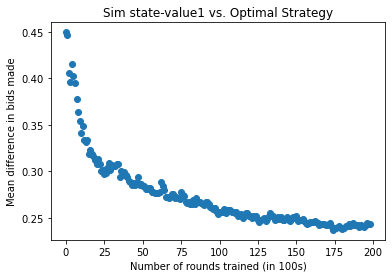 Sim state-value1 vs. Optimal Strategy
0.45
0.40
0.35
0.30
0.25
Mean difference in bids made
0 25 50 75 100 125 150 175 200
Number of rounds trained (in 100s)